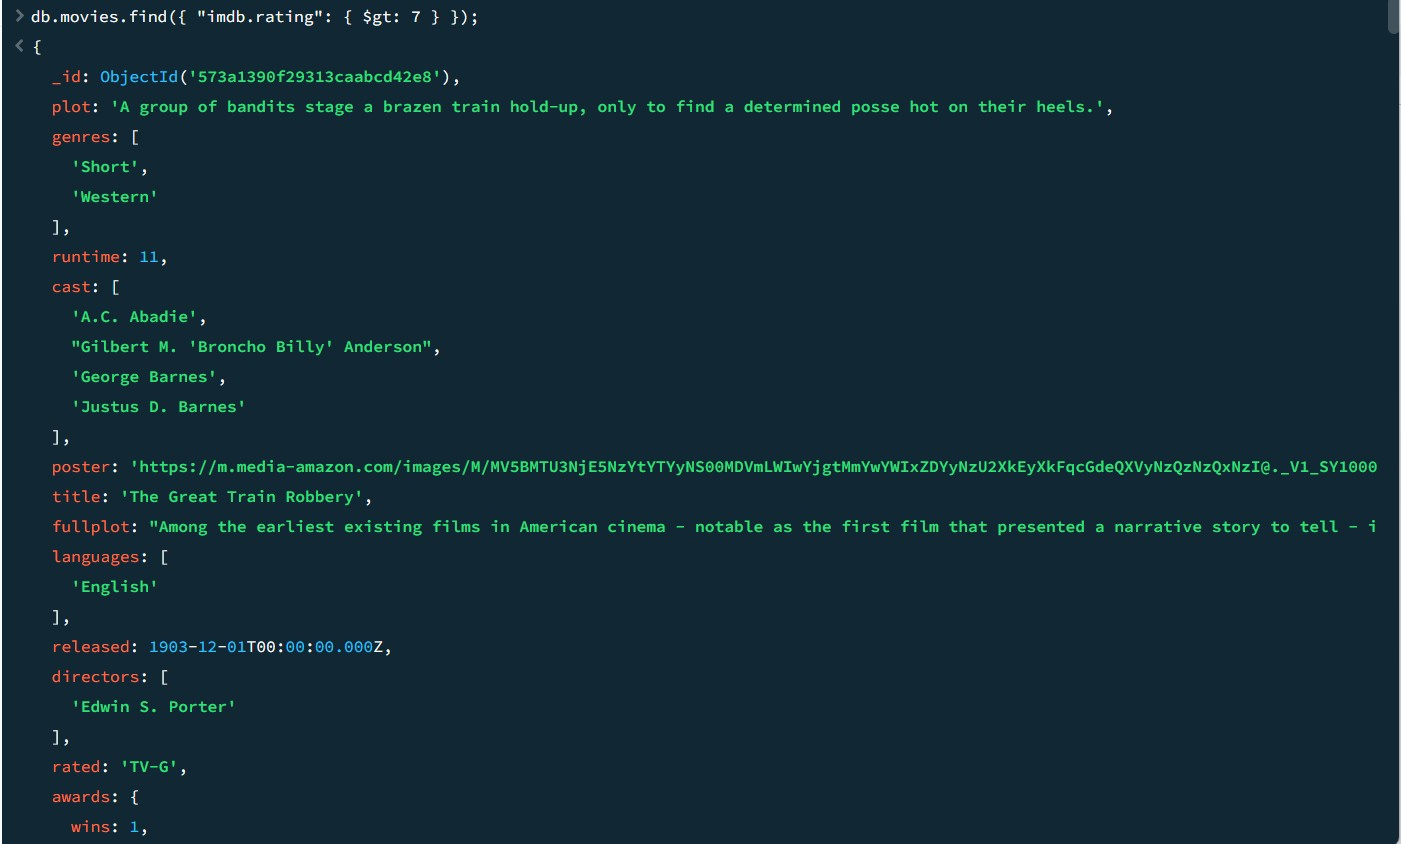 > db.movies.find({ "imdb.rating": { $gt: 7 } });
< {
_id: ObjectId('573a1390f29313caabcd42e8'),
plot: 'A group of bandits stage a brazen train hold-up, only to find a determined posse hot on their heels.',
genres: [
'Short',
'Western'
],
runtime: 11,
cast: [
'A.C. Abadie',
"Gilbert M. 'Broncho Billy' Anderson",
'George Barnes',
'Justus D. Barnes'
],
poster: 'https://m.media-amazon.com/images/M/MV5BMTU3NjE5NzYtYTYyNS00MDVmLWIwYjgtMmYwYWIxZDYyNzU2XkEyXkFqcGdeQXVyNzQzNzQxNzI@._V1_SY1000
title: 'The Great Train Robbery',
fullplot: "Among the earliest existing films in American cinema - notable as the first film that presented a narrative story to tell - i
languages: [
'English'
],
released: 1903-12-01T00:00:00.000Z,
directors: [
'Edwin S. Porter'
],
rated: 'TV-G',
awards: {
wins: 1,